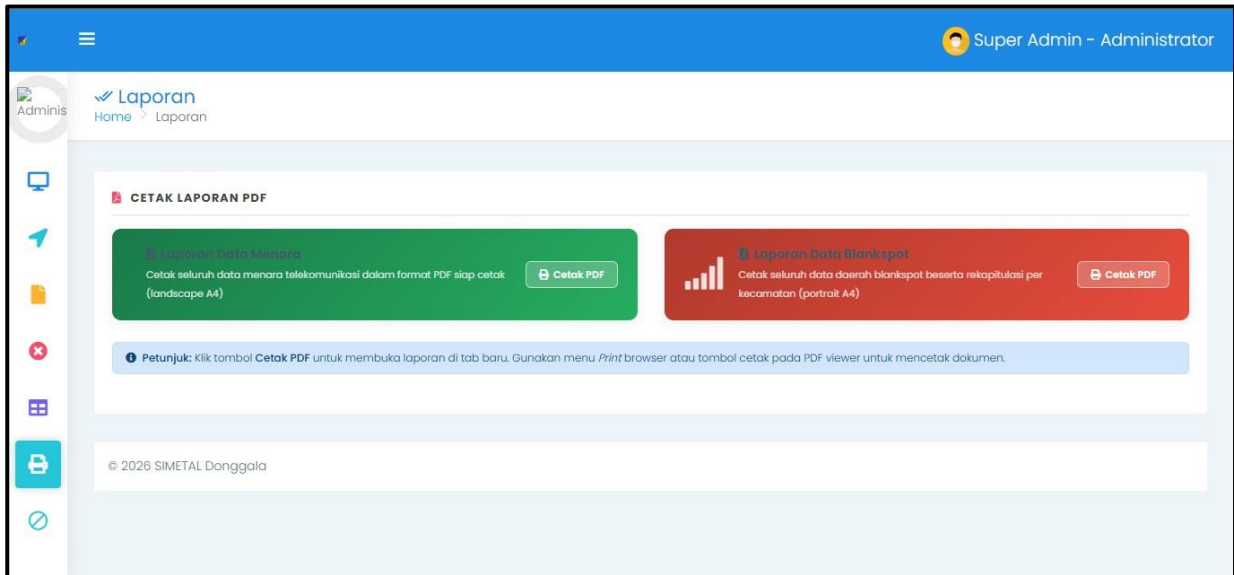 Super Admin - Administrator
Adminis
Laporan
Home > Laporan
CETAK LAPORAN PDF
Laporan Data Menara
Cetak seluruh data menara telekomunikasi dalam format PDF siap cetak
(landscape A4)
Cetak PDF
Laporan Data Blankspot
Cetak seluruh data daerah blankspot beserta rekapitulasi per
kecamatan (portrait A4)
Cetak PDF
Petunjuk: Klik tombol Cetak PDF untuk membuka laporan di tab baru. Gunakan menu Print browser atau tombol cetak pada PDF viewer untuk mencetak dokumen.
© 2026 SIMETAL Donggala